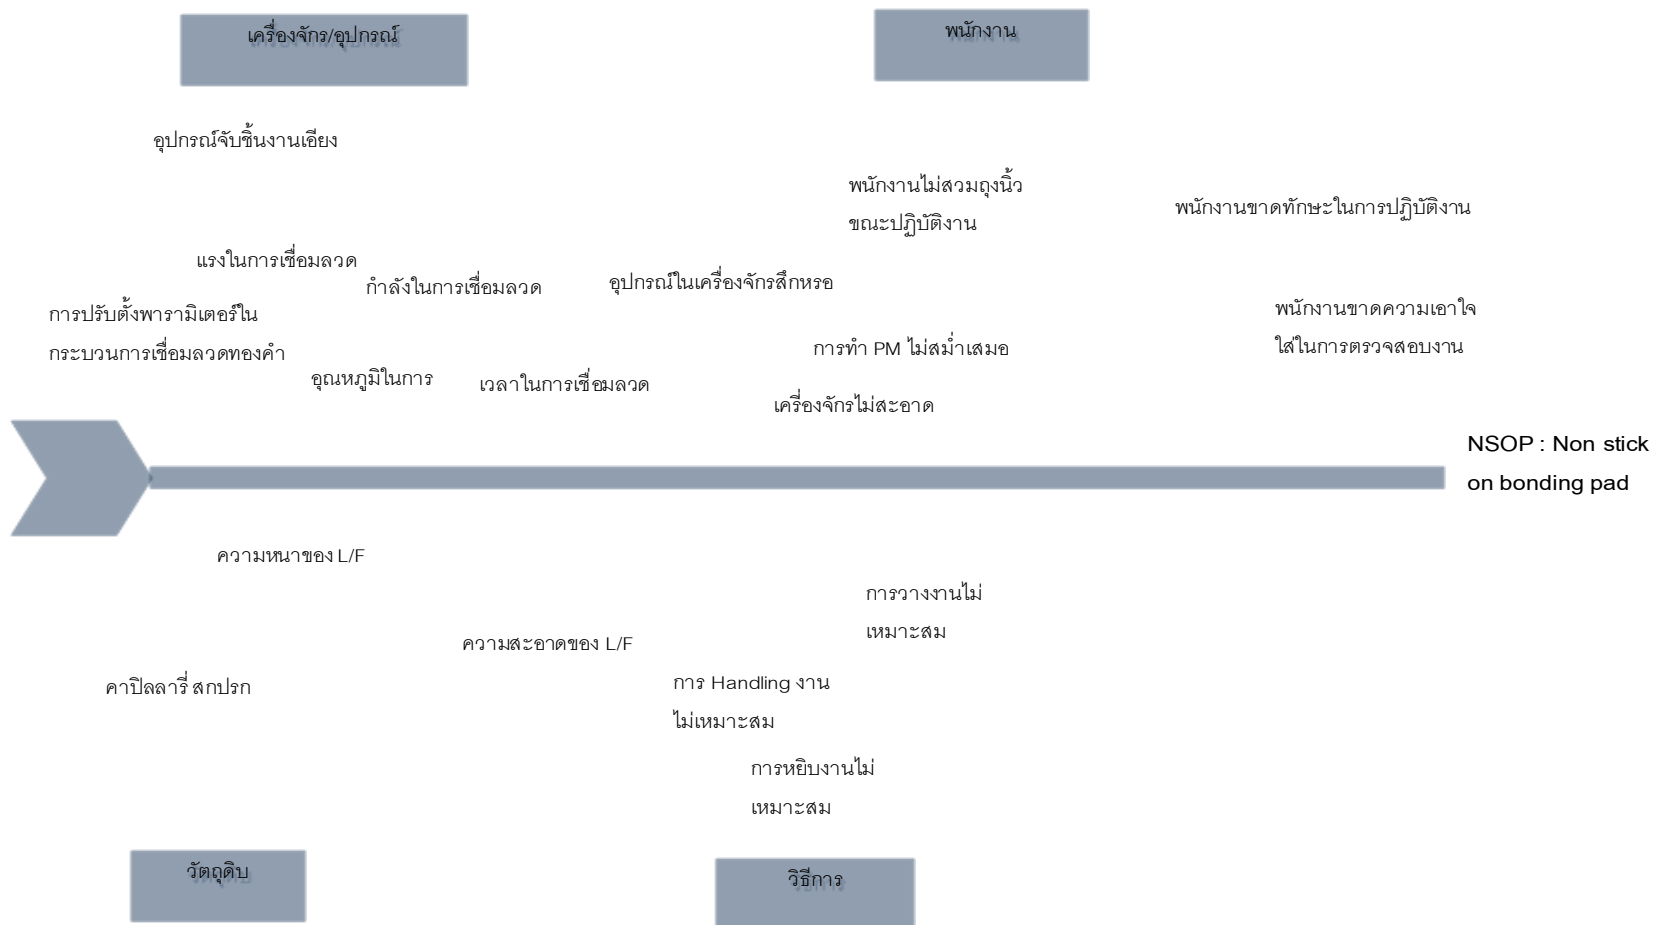 เครื่องจักร/อุปกรณ์
พนักงาน
อุปกรณ์จับชิ้นงานเอียง
พนักงานไม่สวมถุงนิ้ว
ขณะปฏิบัติงาน
พนักงานขาดทักษะในการปฏิบัติงาน
แรงในการเชื่อมลวด
กำลังในการเชื่อมลวด
อุปกรณ์ในเครื่องจักรสึกหรอ
การปรับตั้งพารามิเตอร์ใน
กระบวนการเชื่อมลวดทองคำ
พนักงานขาดความเอาใจ
ใส่ในการตรวจสอบงาน
การทำ PM ไม่สม่ำเสมอ
อุณหภูมิในการ
เวลาในการเชื่อมลวด
เครื่องจักรไม่สะอาด
NSOP : Non stick
on bonding pad
ความหนาของ L/F
การวางงานไม่
เหมาะสม
ความสะอาดของ L/F
คาปิลลารี่ สกปรก
การ Handling งาน
ไม่เหมาะสม
การหยิบงานไม่
เหมาะสม
วัตถุดิบ
วิธีการ